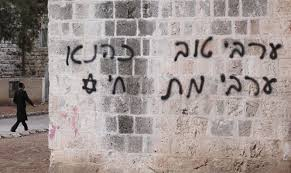 ערבי טוב
ערבי מת
כהנא
חי ✡